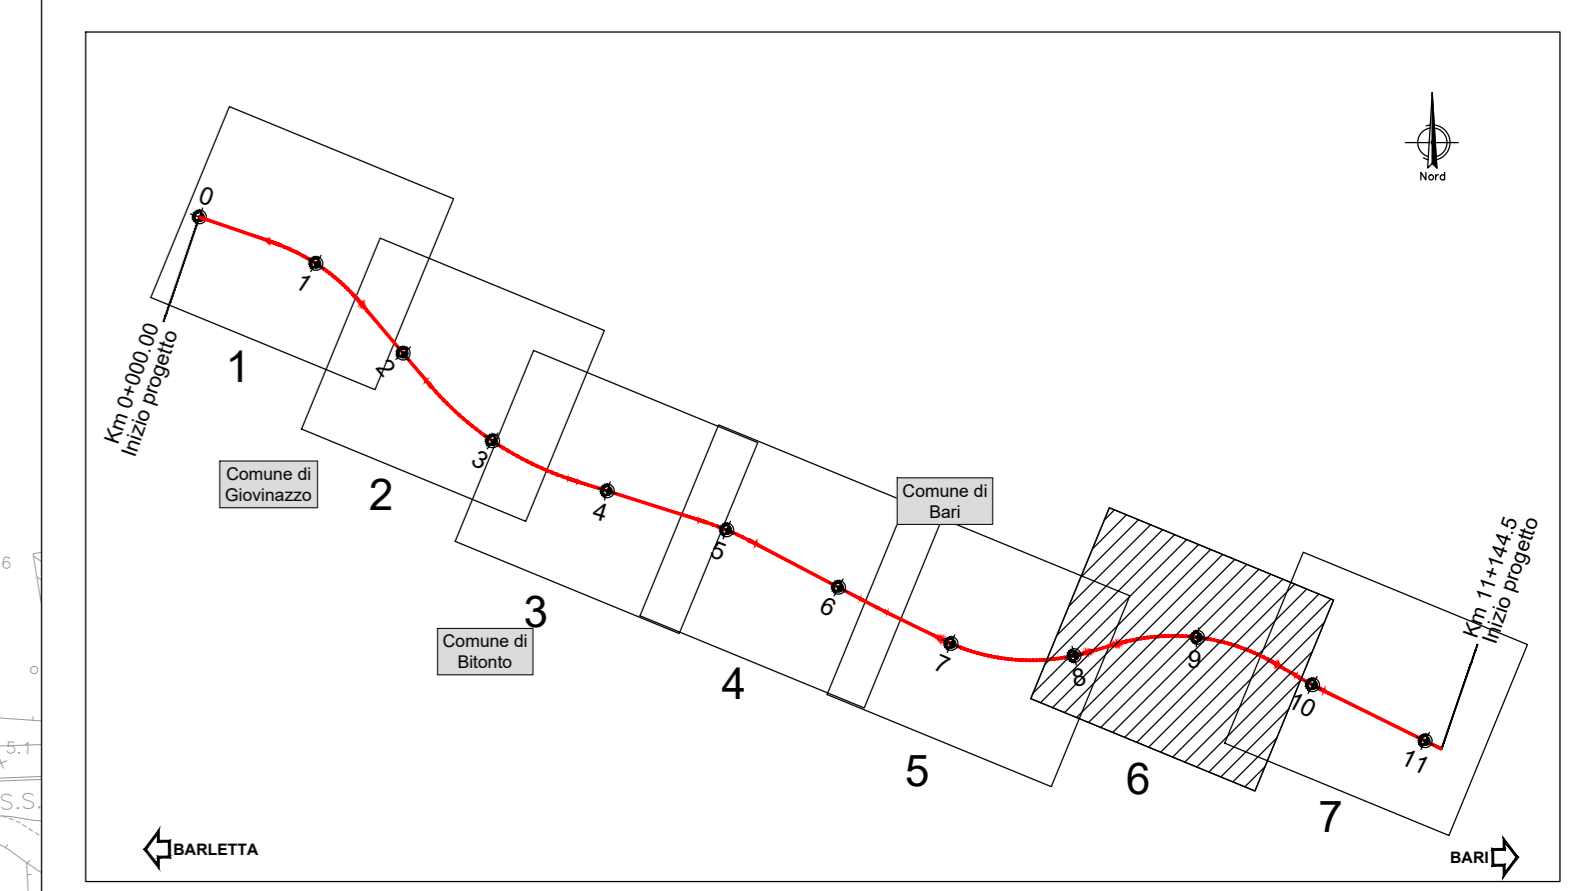 Nord
0
1
2
3
4
5
6
7
8
9
10
11
Km 0+000.00
Inizio progetto
Km 11+144.5
Inizio progetto
1
2
3
4
5
6
7
Comune di
Giovinazzo
Comune di
Bitonto
Comune di
Bari
BARLETTA
BARI
6
5.1
S.S.